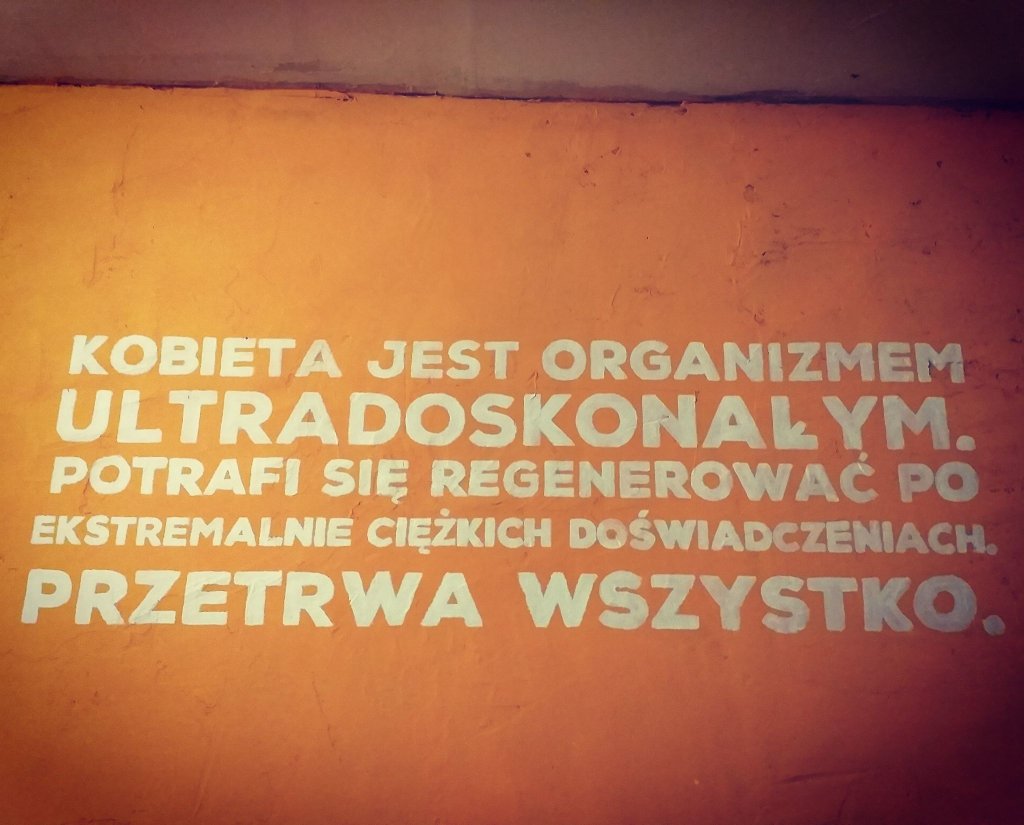 KOBIETA JEST ORGANIZMEM
ULTRADOSKONAŁYM.
POTRAFI SIĘ REGENEROWAĆ PO
EKSTREMALNIE CIĘŻKICH DOŚWIADCZENIACH.
PRZETRWA WSZYSTKO.